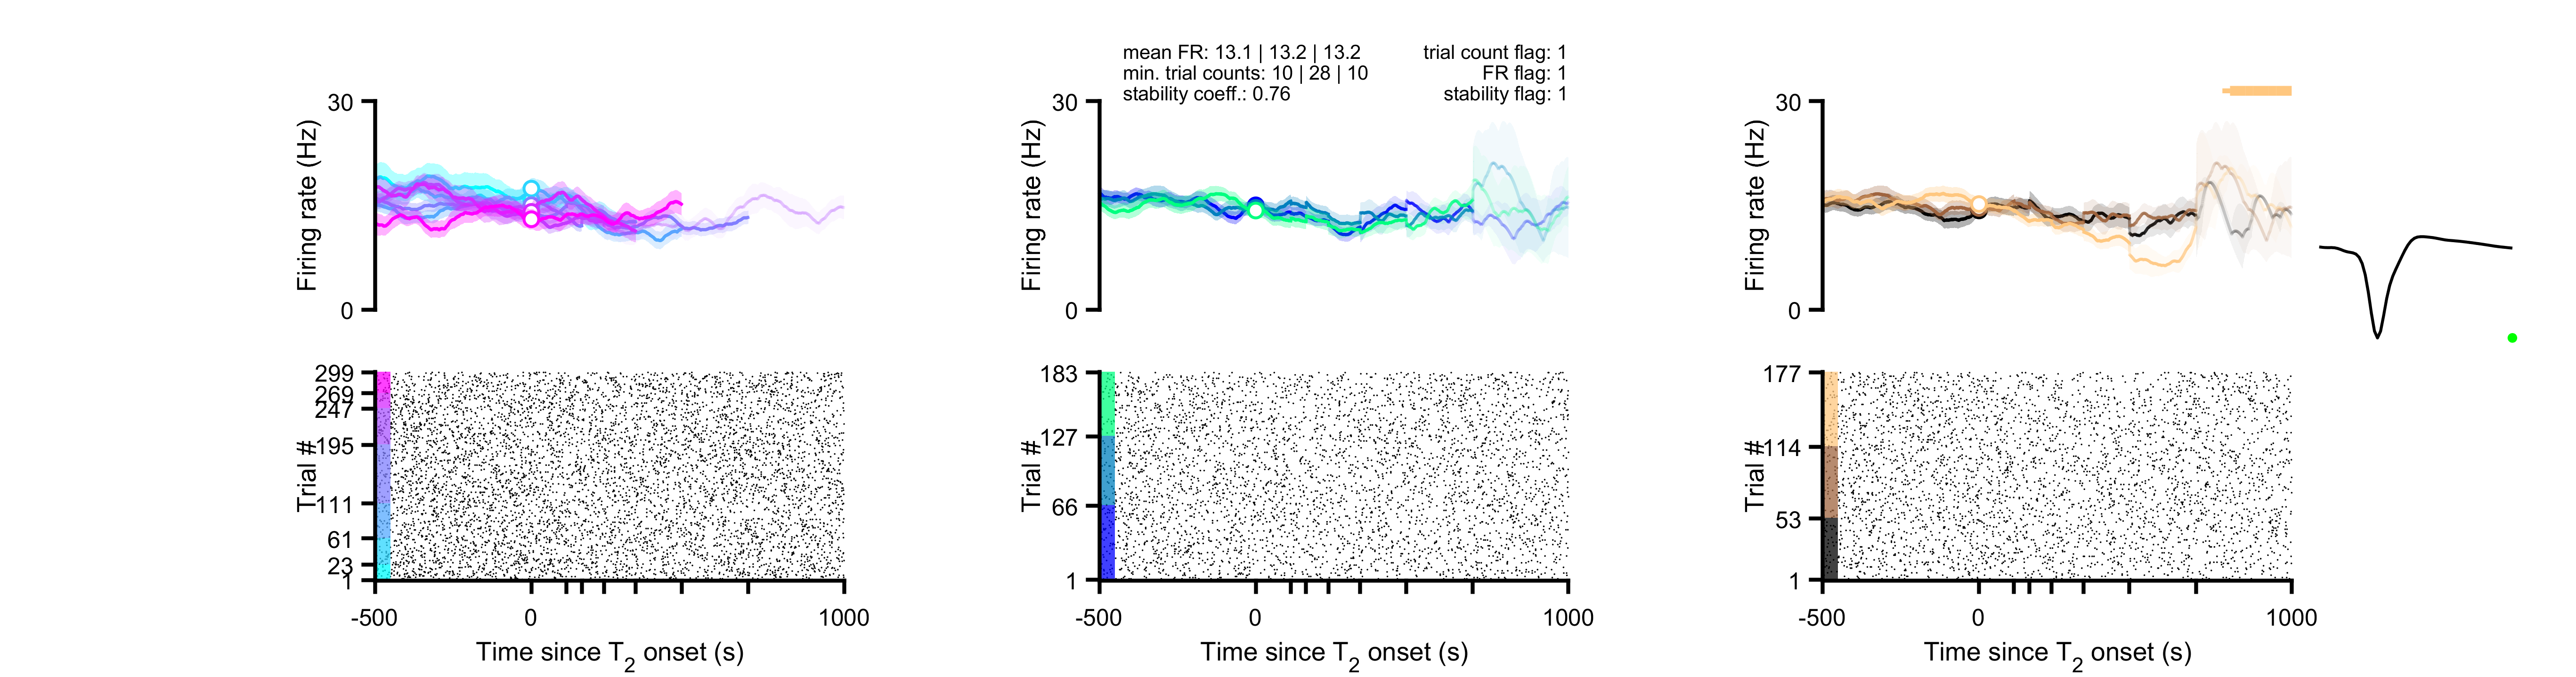 mean FR: 13.1 | 13.2 | 13.2
min. trial counts: 10 | 28 | 10
stability coeff.: 0.76
trial count flag: 1
FR flag: 1
stability flag: 1
30
Firing rate (Hz)
0
30
Firing rate (Hz)
0
30
Firing rate (Hz)
0
299
269
247
195
111
61
23
1
Trial #
-500
0
1000
Time since T2 onset (s)
183
127
66
1
Trial #
-500
0
1000
Time since T2 onset (s)
177
114
53
1
Trial #
-500
0
1000
Time since T2 onset (s)